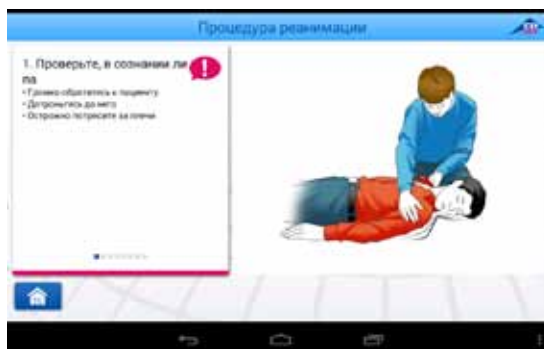 Процедура реанимации
1. Проверьте, в сознании ли
па
• Громко обратитесь к пациенту
• Дотроньтесь до него
• Осторожно потрясите за плечи